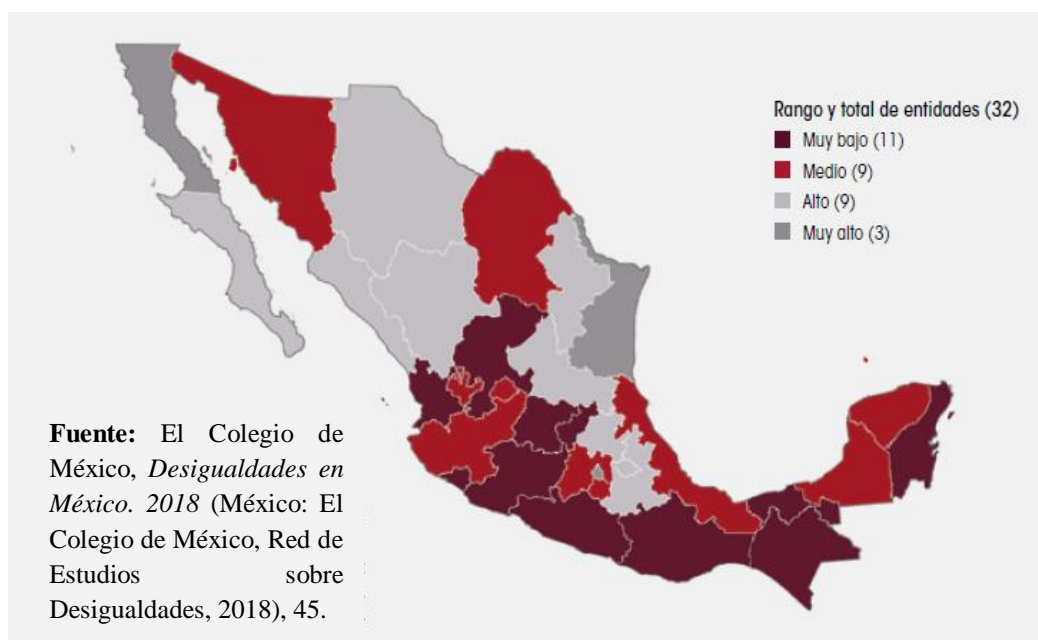 Rango y total de entidades (32)
Muy bajo (11)
Medio (9)
Alto (9)
Muy alto (3)
Fuente: El Colegio de
México, Desigualdades en
México. 2018 (México: El
Colegio de México, Red de
Estudios sobre
Desigualdades, 2018), 45.